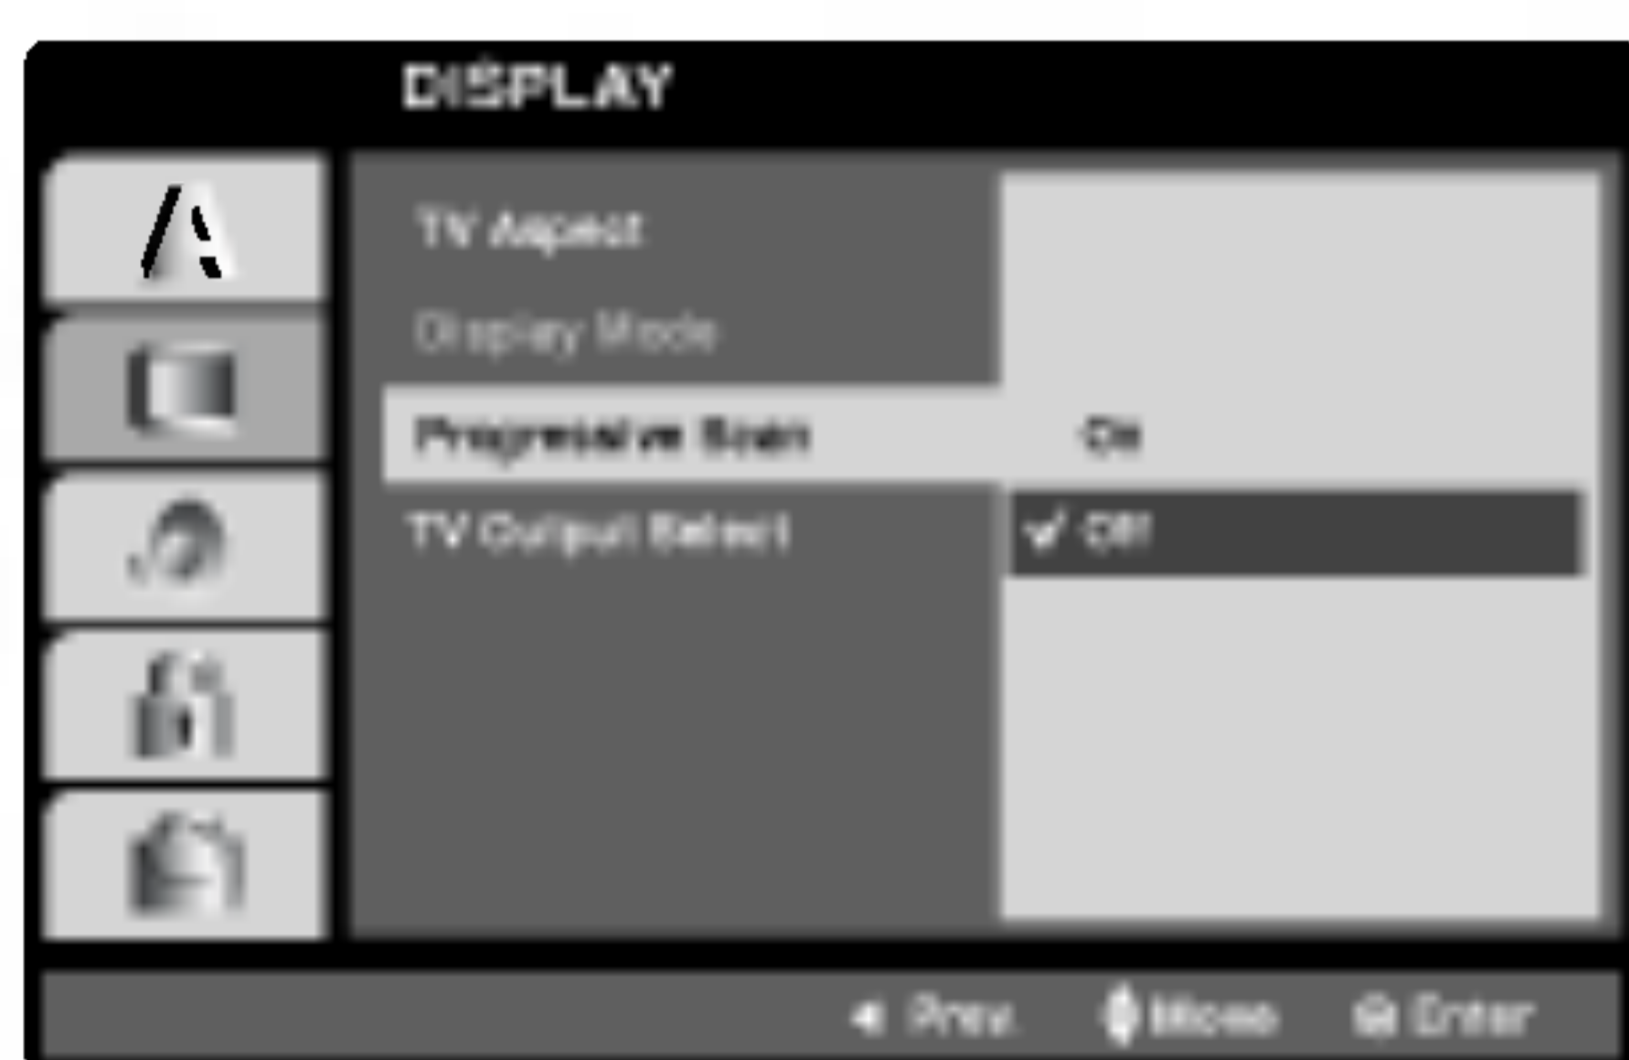 DISPLAY
TV Aspect
Display Mode
Progressive Scan On
TV Output Select ✓ Off
◀ Prev. Move Enter